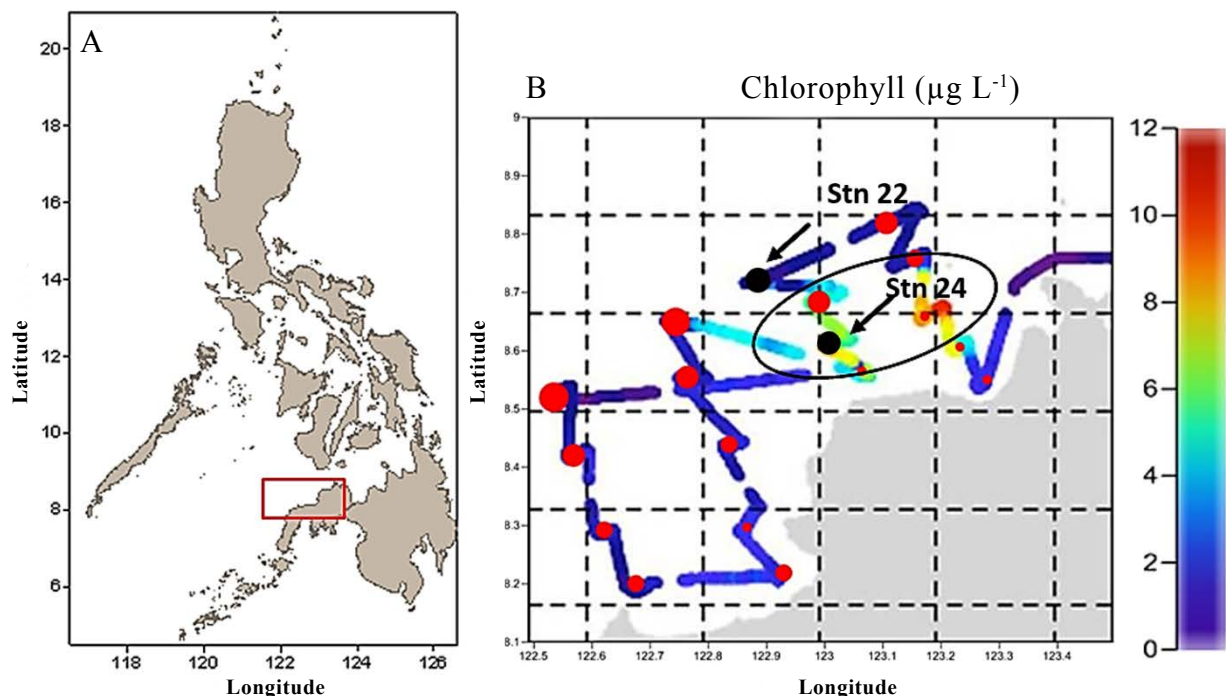 A
20
18
16
14
12
10
8
6
Latitude
118 120 122 124 126
Longitude
B Chlorophyll (µg L-1)
9
8.9
8.8
8.7
8.6
8.5
8.4
8.3
8.2
8.1
Latitude
Stn 22
Stn 24
122.5 122.6 122.7 122.8 122.9 123 123.1 123.2 123.3 123.4
Longitude
12
10
8
6
4
2
0